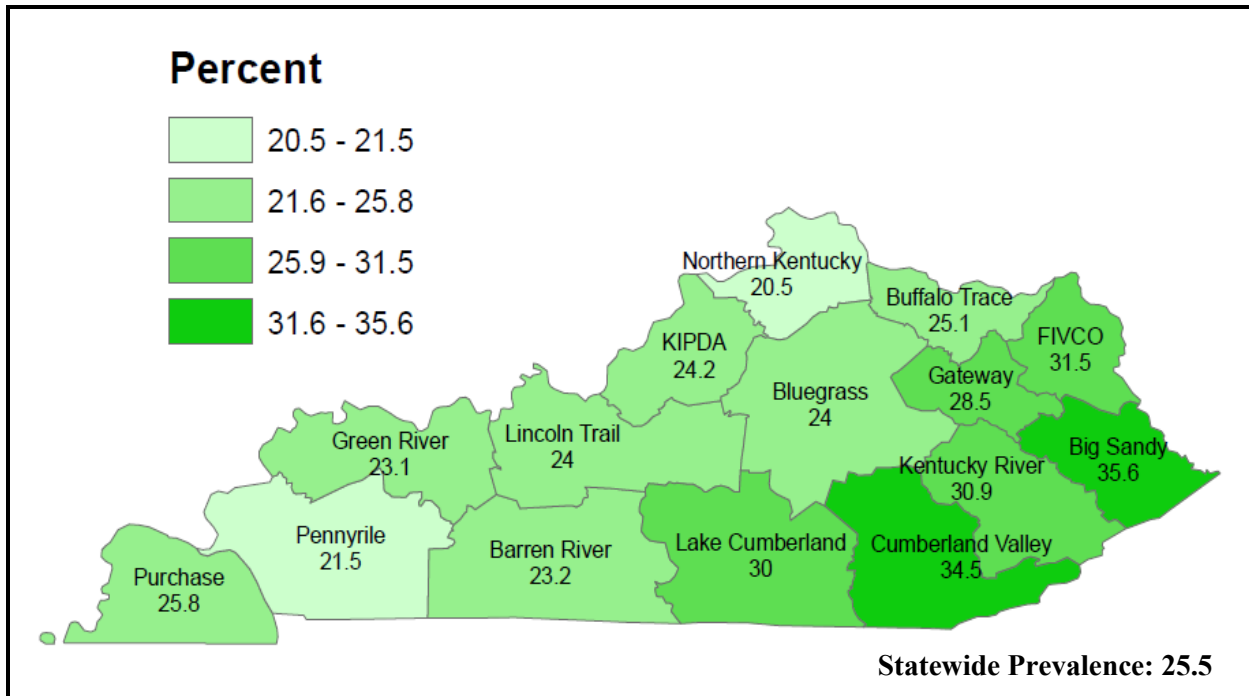 Percent
20.5 - 21.5
21.6 - 25.8
25.9 - 31.5
31.6 - 35.6
Northern Kentucky
20.5
Buffalo Trace
25.1
FIVCO
31.5
KIPDA
24.2
Gateway
28.5
Bluegrass
24
Lincoln Trail
24
Green River
23.1
Big Sandy
35.6
Kentucky River
30.9
Pennyrile
21.5
Barren River
23.2
Lake Cumberland
30
Cumberland Valley
34.5
Purchase
25.8
Statewide Prevalence: 25.5